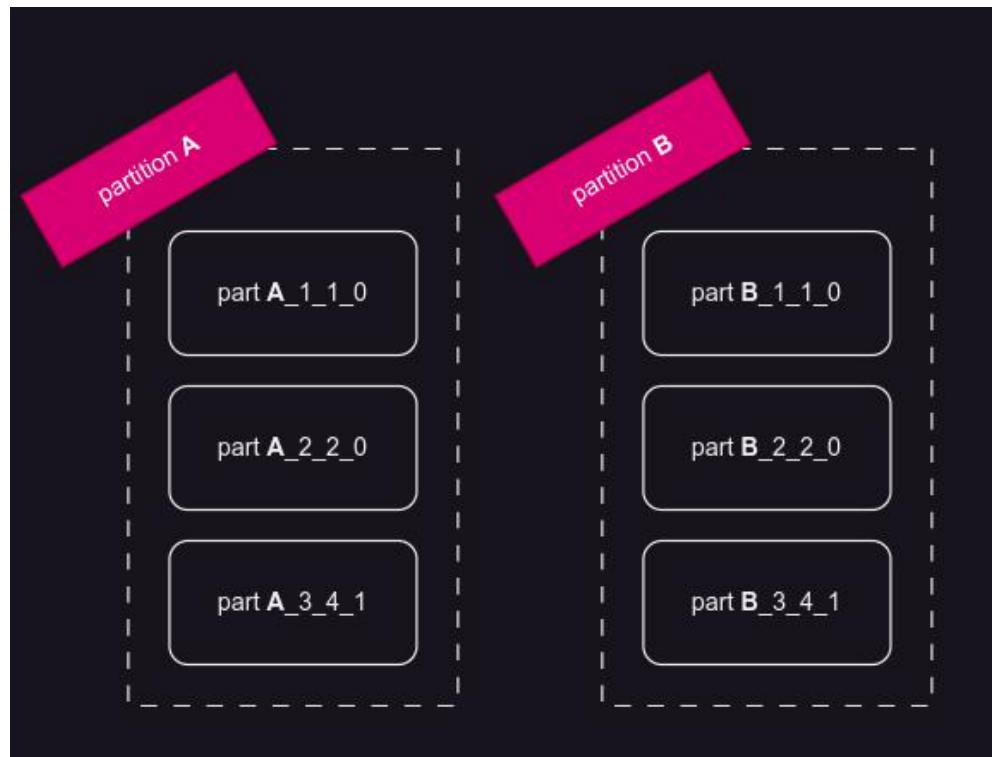 partition A
part A_1_1_0
part A_2_2_0
part A_3_4_1
partition B
part B_1_1_0
part B_2_2_0
part B_3_4_1